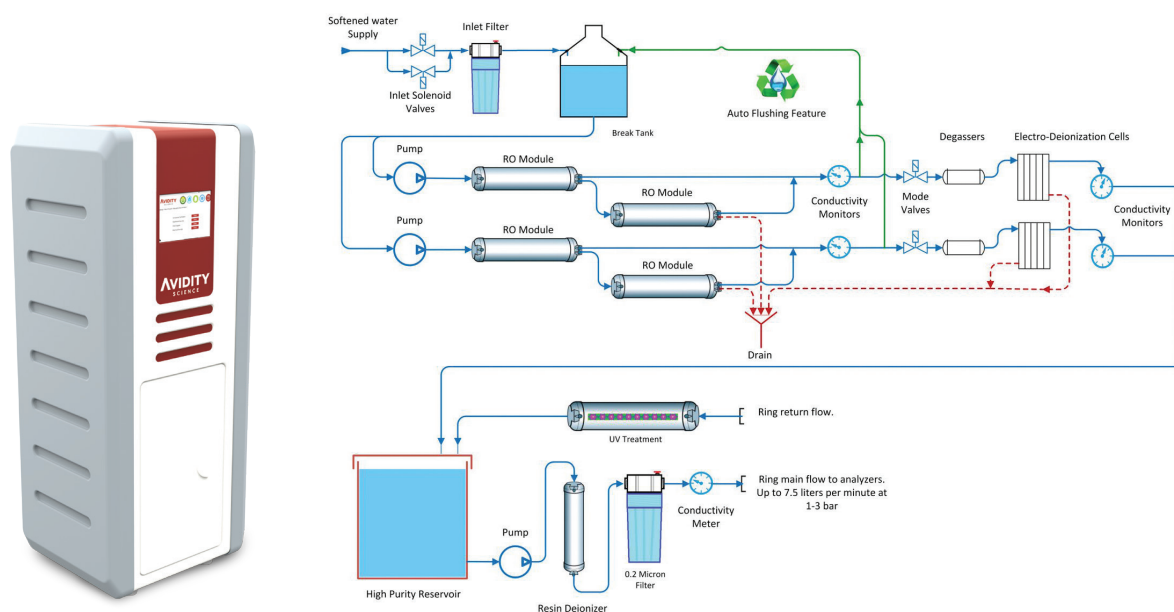 AVIDITY
SCIENCE
AVIDITY
SCIENCE
Softened water
Supply
Inlet Solenoid
Valves
Inlet Filter
Break Tank
Auto Flushing Feature
Pump
RO Module
RO Module
Pump
RO Module
RO Module
Conductivity
Monitors
Mode
Valves
Degassers
Electro-Deionization Cells
Conductivity
Monitors
Drain
UV Treatment
Ring return flow.
High Purity Reservoir
Pump
Resin Deionizer
0.2 Micron
Filter
Conductivity
Meter
Ring main flow to analyzers.
Up to 7.5 liters per minute at
1-3 bar